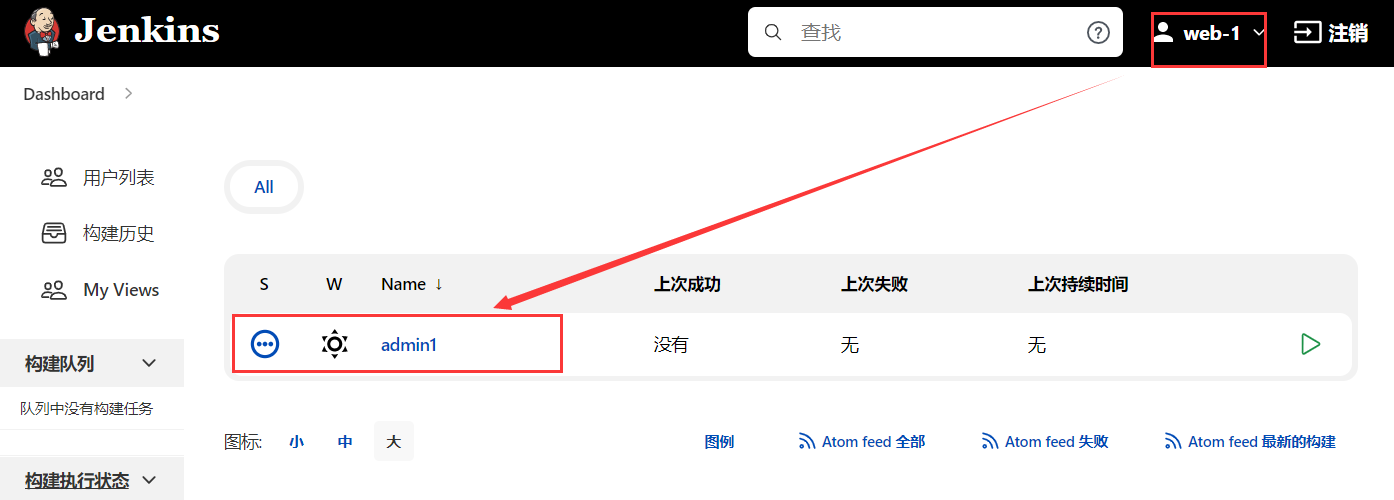 Jenkins
查找
?
web-1
注销
Dashboard
用户列表
构建历史
My Views
构建队列
队列中没有构建任务
构建执行状态
All
S W Name ↓ 上次成功 上次失败 上次持续时间
admin1 没有 无 无
图标: 小 中 大
图例 Atom feed 全部 Atom feed 失败 Atom feed 最新的构建